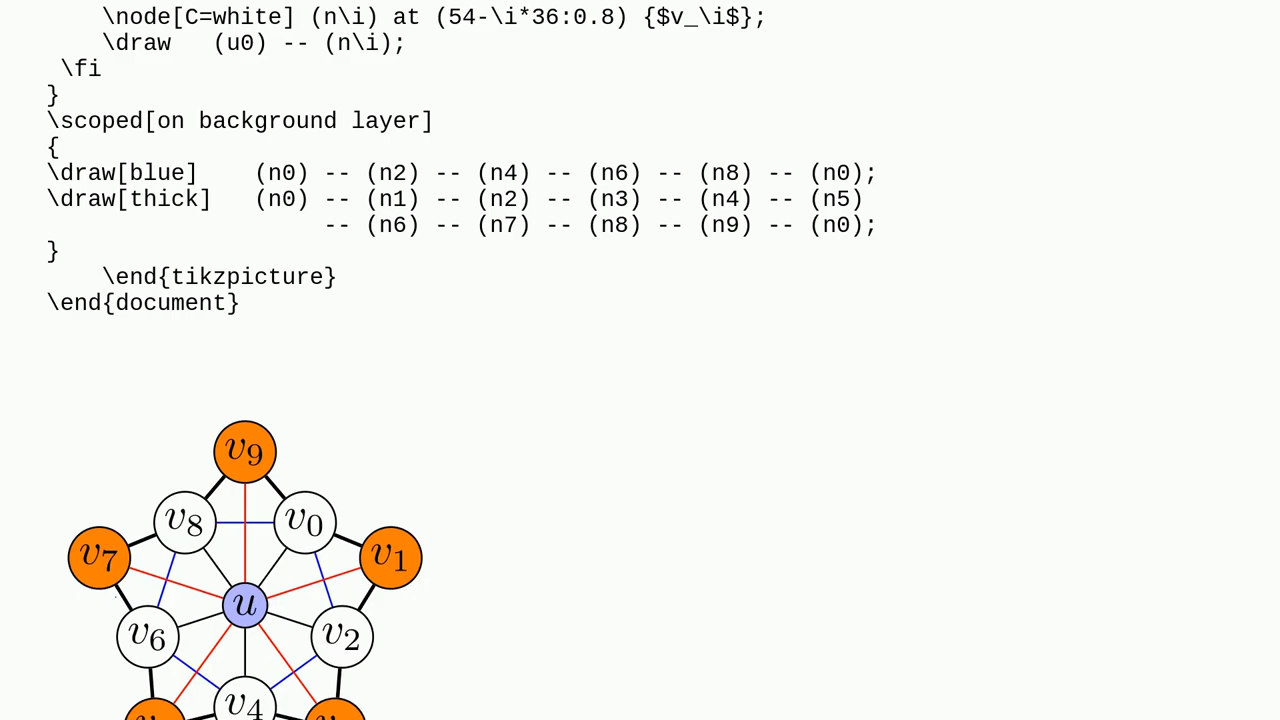 \node[C=white] (n\i) at (54-\i*36:0.8) {$v_\i$};
\draw   (u0) -- (n\i);
\fi
}
\scoped[on background layer]
{
\draw[blue]    (n0) -- (n2) -- (n4) -- (n6) -- (n8) -- (n0);
\draw[thick]   (n0) -- (n1) -- (n2) -- (n3) -- (n4) -- (n5)
-- (n6) -- (n7) -- (n8) -- (n9) -- (n0);
}
\end{tikzpicture}
\end{document}
v9
v8 v0
v7 v1
u
v6 v2
v4